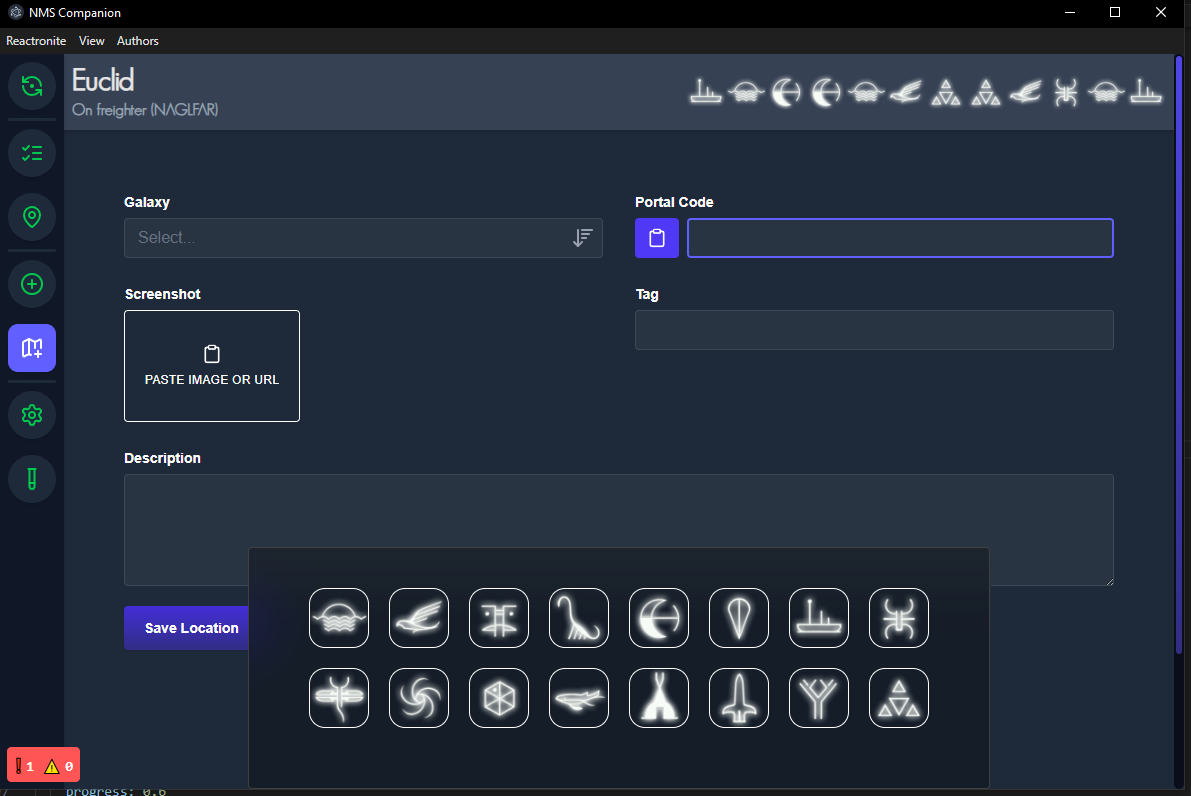 NMS Companion
Reactronite View Authors
Euclid
On freighter (NAGLFAR)
Galaxy
Portal Code
Select...
Screenshot
Tag
PASTE IMAGE OR URL
Description
Save Location
1 0
progress: 0.6